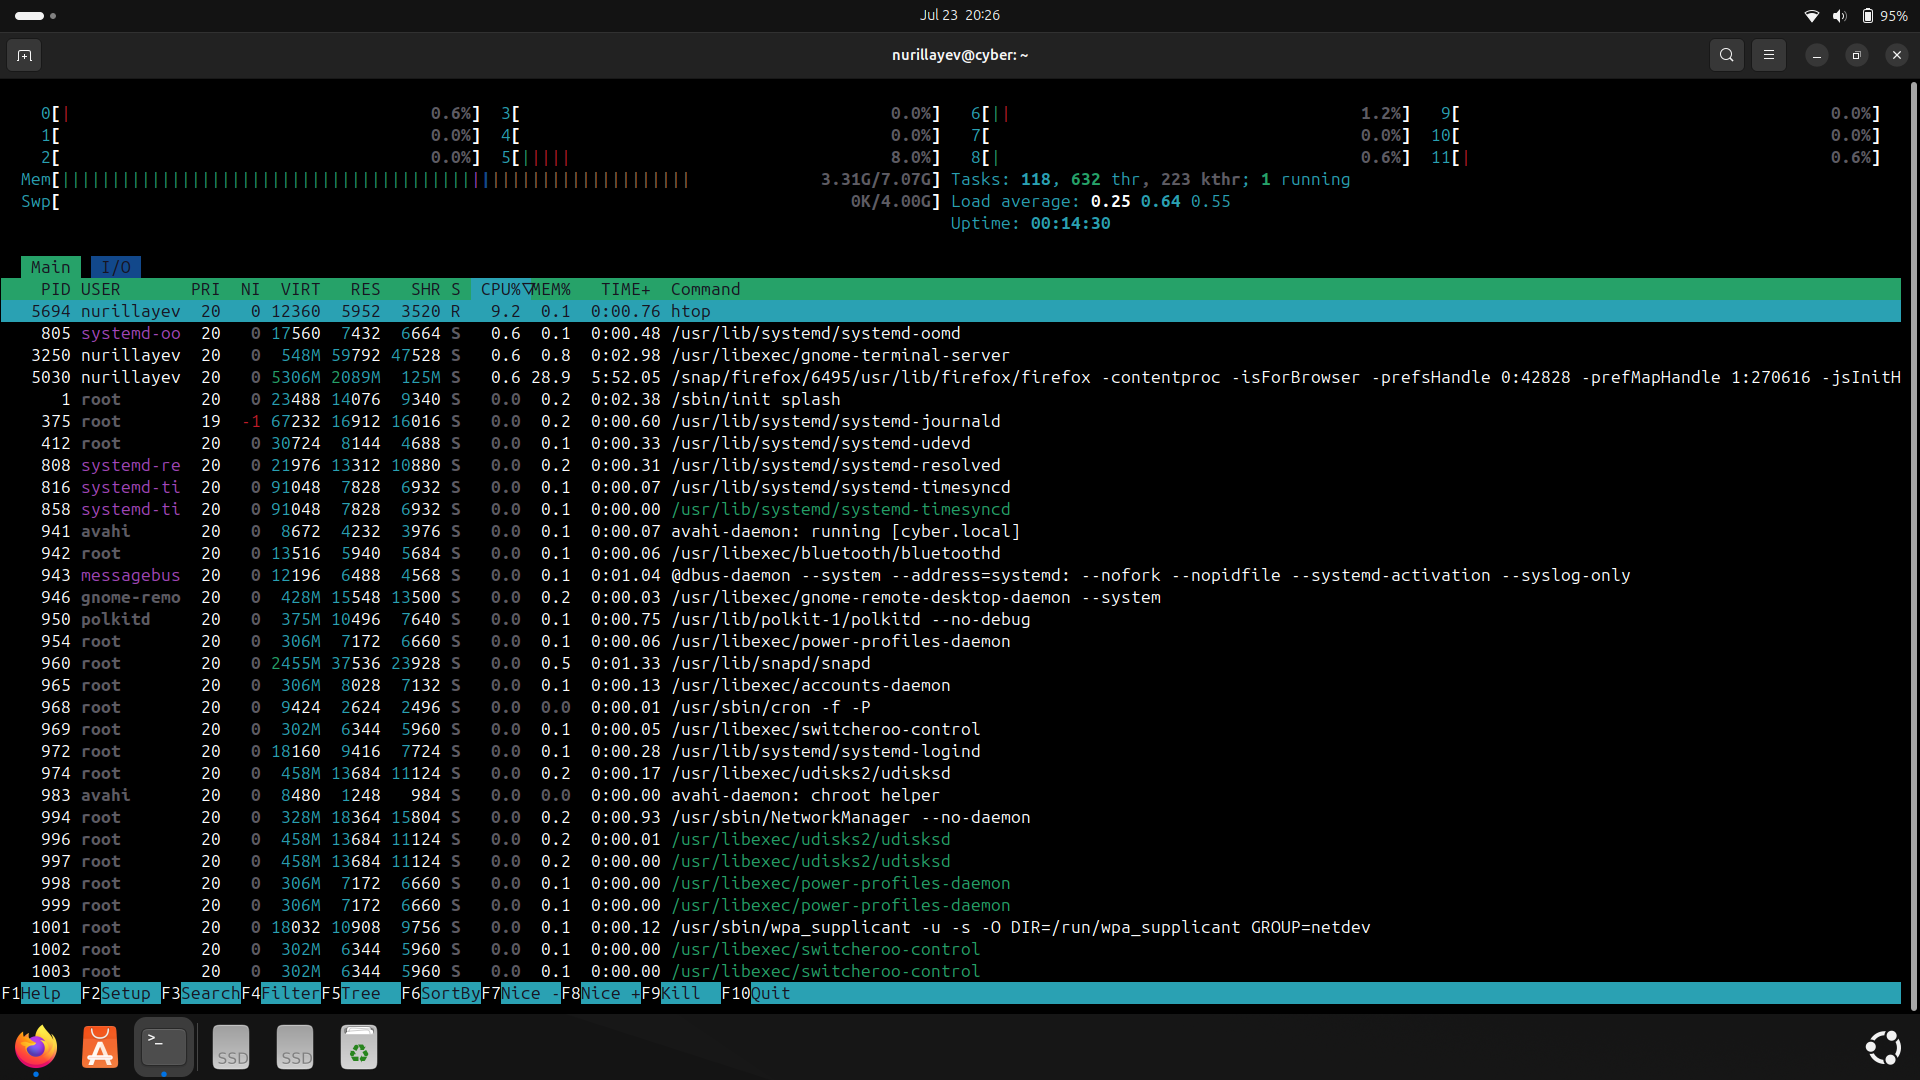 Jul 23 20:26
95%
nurillayev@cyber: ~
0[| 0.6%] 3[ 0.0%] 6[|| 1.2%] 9[ 0.0%]
1[ 0.0%] 4[ 0.0%] 7[ 0.0%] 10[ 0.0%]
2[ 0.0%] 5[||||| 8.0%] 8[| 0.6%] 11[| 0.6%]
Mem[||||||||||||||||||||||||||||||||||||||||||||||||||||||||||||||| 3.31G/7.07G] Tasks: 118, 632 thr, 223 kthr; 1 running
Swp[ 0K/4.00G] Load average: 0.25 0.64 0.55
Uptime: 00:14:30
Main I/O
PID USER PRI NI VIRT RES SHR S CPU%▽MEM% TIME+ Command
5694 nurillayev 20 0 12360 5952 3520 R 9.2 0.1 0:00.76 htop
805 systemd-oo 20 0 17560 7432 6664 S 0.6 0.1 0:00.48 /usr/lib/systemd/systemd-oomd
3250 nurillayev 20 0 548M 59792 47528 S 0.6 0.8 0:02.98 /usr/libexec/gnome-terminal-server
5030 nurillayev 20 0 5306M 2089M 125M S 0.6 28.9 5:52.05 /snap/firefox/6495/usr/lib/firefox/firefox -contentproc -isForBrowser -prefsHandle 0:42828 -prefMapHandle 1:270616 -jsInitH
1 root 20 0 23488 14076 9340 S 0.0 0.2 0:02.38 /sbin/init splash
375 root 19 -1 67232 16912 16016 S 0.0 0.2 0:00.60 /usr/lib/systemd/systemd-journald
412 root 20 0 30724 8144 4688 S 0.0 0.1 0:00.33 /usr/lib/systemd/systemd-udevd
808 systemd-re 20 0 21976 13312 10880 S 0.0 0.2 0:00.31 /usr/lib/systemd/systemd-resolved
816 systemd-ti 20 0 91048 7828 6932 S 0.0 0.1 0:00.07 /usr/lib/systemd/systemd-timesyncd
858 systemd-ti 20 0 91048 7828 6932 S 0.0 0.1 0:00.00 /usr/lib/systemd/systemd-timesyncd
941 avahi 20 0 8672 4232 3976 S 0.0 0.1 0:00.07 avahi-daemon: running [cyber.local]
942 root 20 0 13516 5940 5684 S 0.0 0.1 0:00.06 /usr/libexec/bluetooth/bluetoothd
943 messagebus 20 0 12196 6488 4568 S 0.0 0.1 0:01.04 @dbus-daemon --system --address=systemd: --nofork --nopidfile --systemd-activation --syslog-only
946 gnome-remo 20 0 428M 15548 13500 S 0.0 0.2 0:00.03 /usr/libexec/gnome-remote-desktop-daemon --system
950 polkitd 20 0 375M 10496 7640 S 0.0 0.1 0:00.75 /usr/lib/polkit-1/polkitd --no-debug
954 root 20 0 306M 7172 6660 S 0.0 0.1 0:00.06 /usr/libexec/power-profiles-daemon
960 root 20 0 2455M 37536 23928 S 0.0 0.5 0:01.33 /usr/lib/snapd/snapd
965 root 20 0 306M 8028 7132 S 0.0 0.1 0:00.13 /usr/libexec/accounts-daemon
968 root 20 0 9424 2624 2496 S 0.0 0.0 0:00.01 /usr/sbin/cron -f -P
969 root 20 0 302M 6344 5960 S 0.0 0.1 0:00.05 /usr/libexec/switcheroo-control
972 root 20 0 18160 9416 7724 S 0.0 0.1 0:00.28 /usr/lib/systemd/systemd-logind
974 root 20 0 458M 13684 11124 S 0.0 0.2 0:00.17 /usr/libexec/udisks2/udisksd
983 avahi 20 0 8480 1248 984 S 0.0 0.0 0:00.00 avahi-daemon: chroot helper
994 root 20 0 328M 18364 15804 S 0.0 0.2 0:00.93 /usr/sbin/NetworkManager --no-daemon
996 root 20 0 458M 13684 11124 S 0.0 0.2 0:00.01 /usr/libexec/udisks2/udisksd
997 root 20 0 458M 13684 11124 S 0.0 0.2 0:00.00 /usr/libexec/udisks2/udisksd
998 root 20 0 306M 7172 6660 S 0.0 0.1 0:00.00 /usr/libexec/power-profiles-daemon
999 root 20 0 306M 7172 6660 S 0.0 0.1 0:00.00 /usr/libexec/power-profiles-daemon
1001 root 20 0 18032 10908 9756 S 0.0 0.1 0:00.12 /usr/sbin/wpa_supplicant -u -s -O DIR=/run/wpa_supplicant GROUP=netdev
1002 root 20 0 302M 6344 5960 S 0.0 0.1 0:00.00 /usr/libexec/switcheroo-control
1003 root 20 0 302M 6344 5960 S 0.0 0.1 0:00.00 /usr/libexec/switcheroo-control
F1Help F2Setup F3SearchF4FilterF5Tree F6SortByF7Nice -F8Nice +F9Kill F10Quit
>_ SSD SSD